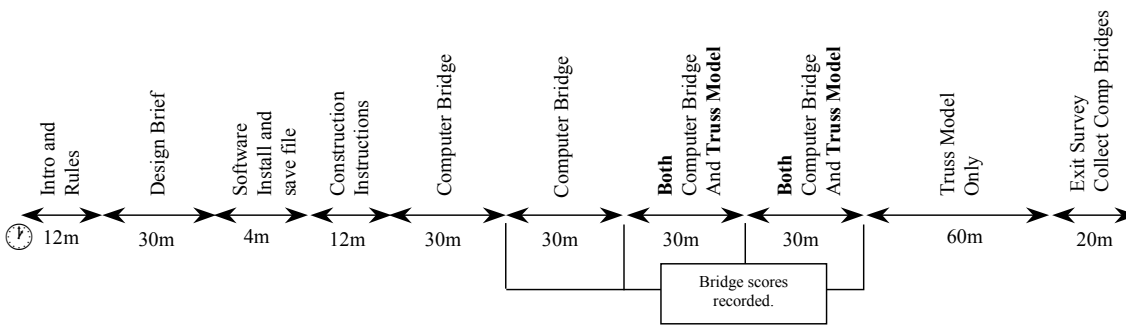 Intro and
Rules
Design Brief
Software
Install and
save file
Construction
Instructions
Computer Bridge
Computer Bridge
Both
Computer Bridge
And Truss Model
Both
Computer Bridge
And Truss Model
Truss Model
Only
Exit Survey
Collect Comp Bridges
12m
30m
4m
12m
30m
30m
30m
30m
60m
20m
Bridge scores
recorded.